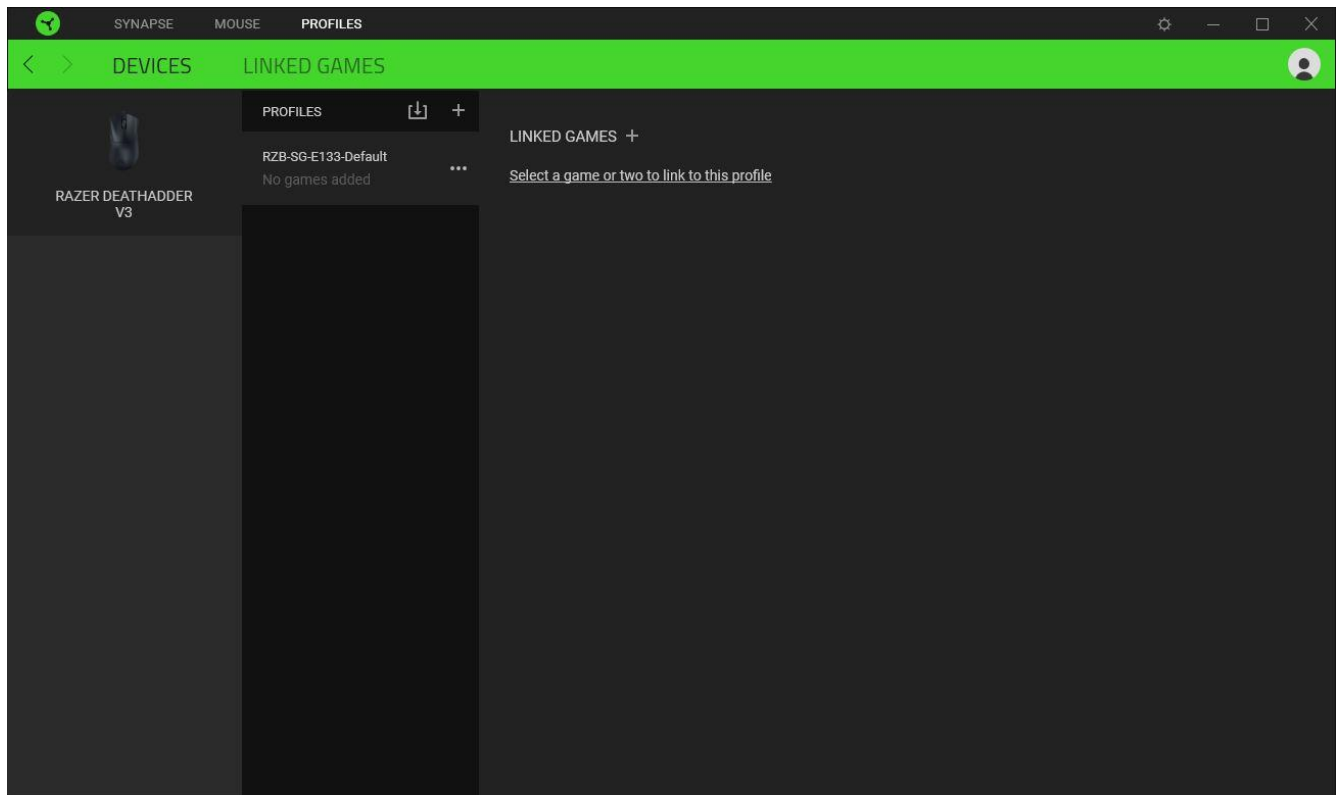 SYNAPSE MOUSE PROFILES
DEVICES LINKED GAMES
RAZER DEATHADDER
V3
PROFILES
RZB-SG-E133-Default
No games added
LINKED GAMES
Select a game or two to link to this profile